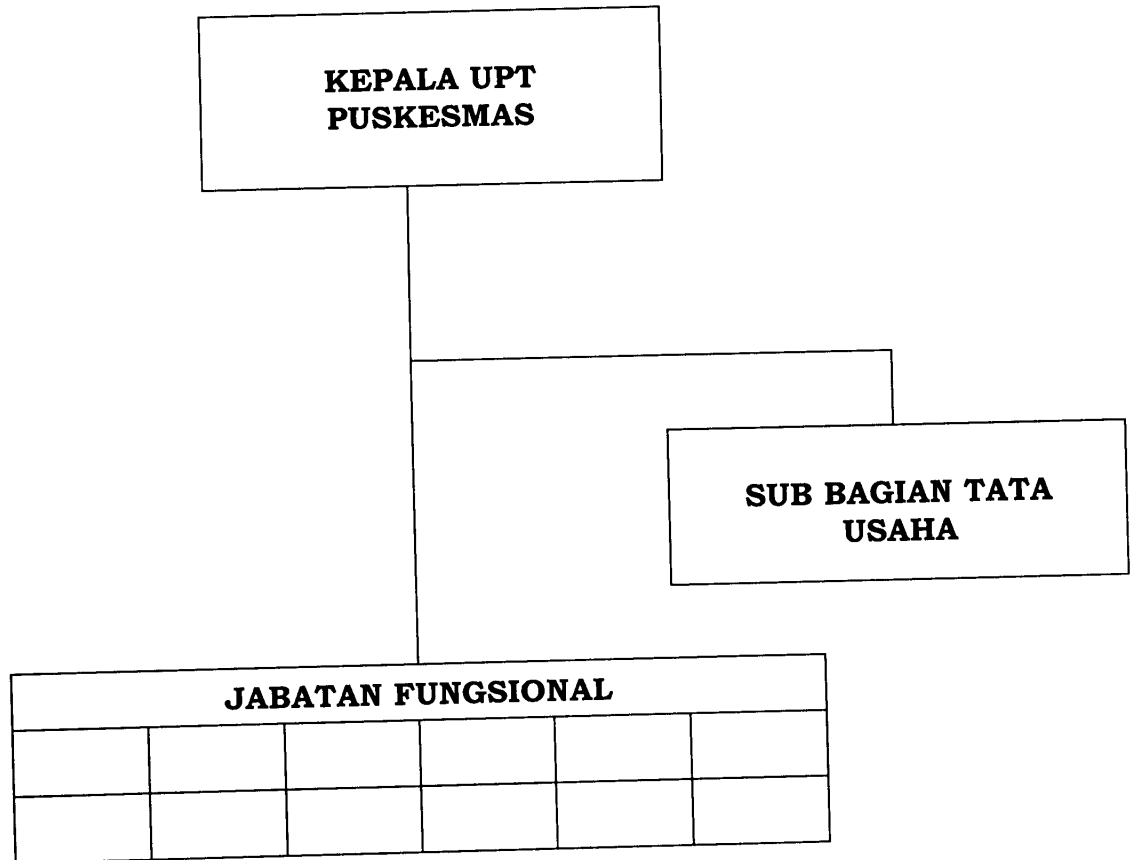 KEPALA UPT
PUSKESMAS
SUB BAGIAN TATA
USAHA
JABATAN FUNGSIONAL